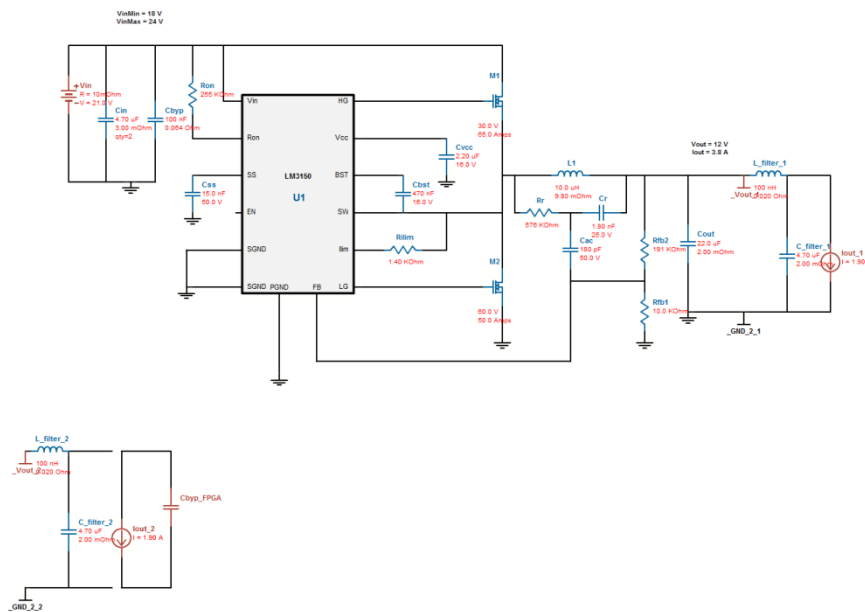 VinMin = 18 V
VinMax = 24 V
Vin
R = 10mOhm
V = 21.0 V
Cin
4.70 uF
3.00 mOhm
qty=2
Cbyp
100 nF
0.064 Ohm
Ron
255 KOhm
Css
15.0 nF
50.0 V
Vin
HG
Ron
Vcc
SS
LM3150
BST
U1
EN
SW
SGND
Ilim
SGND
PGND
FB
LG
Cvcc
2.20 uF
16.0 V
Cbst
470 nF
16.0 V
Rilim
1.40 KOhm
M1
30.0 V
65.0 Amps
M2
60.0 V
50.0 Amps
L1
10.0 uH
9.80 mOhm
Rr
576 KOhm
Cr
1.80 nF
25.0 V
Cac
180 pF
50.0 V
Rfb2
191 KOhm
Rfb1
10.0 KOhm
Vout = 12 V
Iout = 3.8 A
Cout
22.0 uF
2.00 mOhm
L_filter_1
100 nH
C_filter_1
4.70 uF
2.00 mOhm
Iout_1
I = 1.90
_GND_2_1
L_filter_2
100 nH
C_filter_2
4.70 uF
2.00 mOhm
Iout_2
I = 1.90 A
Cbyp_FPGA
_GND_2_2